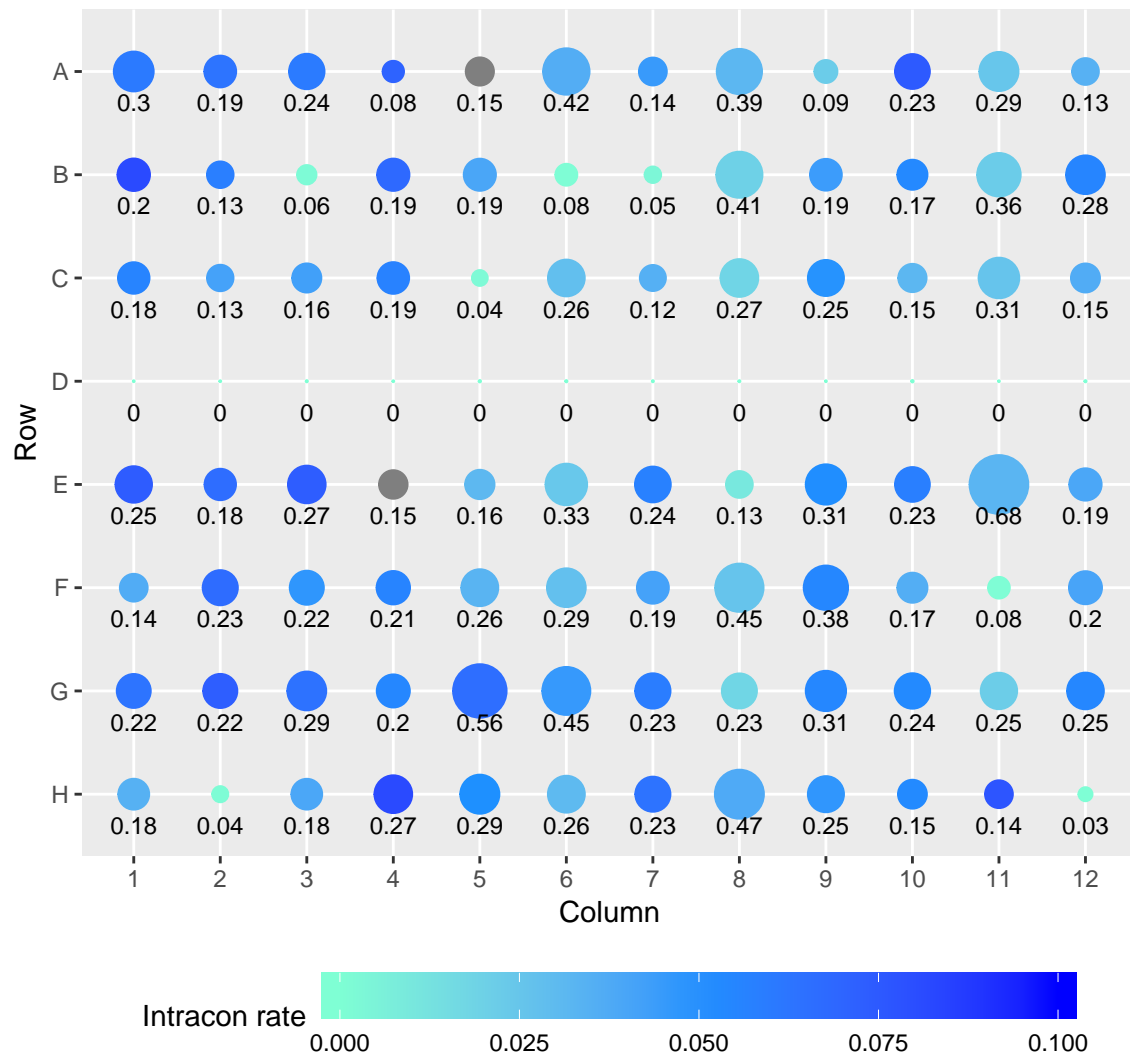 A
0.3 0.19 0.24 0.08 0.15 0.42 0.14 0.39 0.09 0.23 0.29 0.13
B
0.2 0.13 0.06 0.19 0.19 0.08 0.05 0.41 0.19 0.17 0.36 0.28
C
0.18 0.13 0.16 0.19 0.04 0.26 0.12 0.27 0.25 0.15 0.31 0.15
D
0 0 0 0 0 0 0 0 0 0 0 0
Row
E
0.25 0.18 0.27 0.15 0.16 0.33 0.24 0.13 0.31 0.23 0.68 0.19
F
0.14 0.23 0.22 0.21 0.26 0.29 0.19 0.45 0.38 0.17 0.08 0.2
G
0.22 0.22 0.29 0.2 0.56 0.45 0.23 0.23 0.31 0.24 0.25 0.25
H
0.18 0.04 0.18 0.27 0.29 0.26 0.23 0.47 0.25 0.15 0.14 0.03
1 2 3 4 5 6 7 8 9 10 11 12
Column
Intracon rate
0.000 0.025 0.050 0.075 0.100